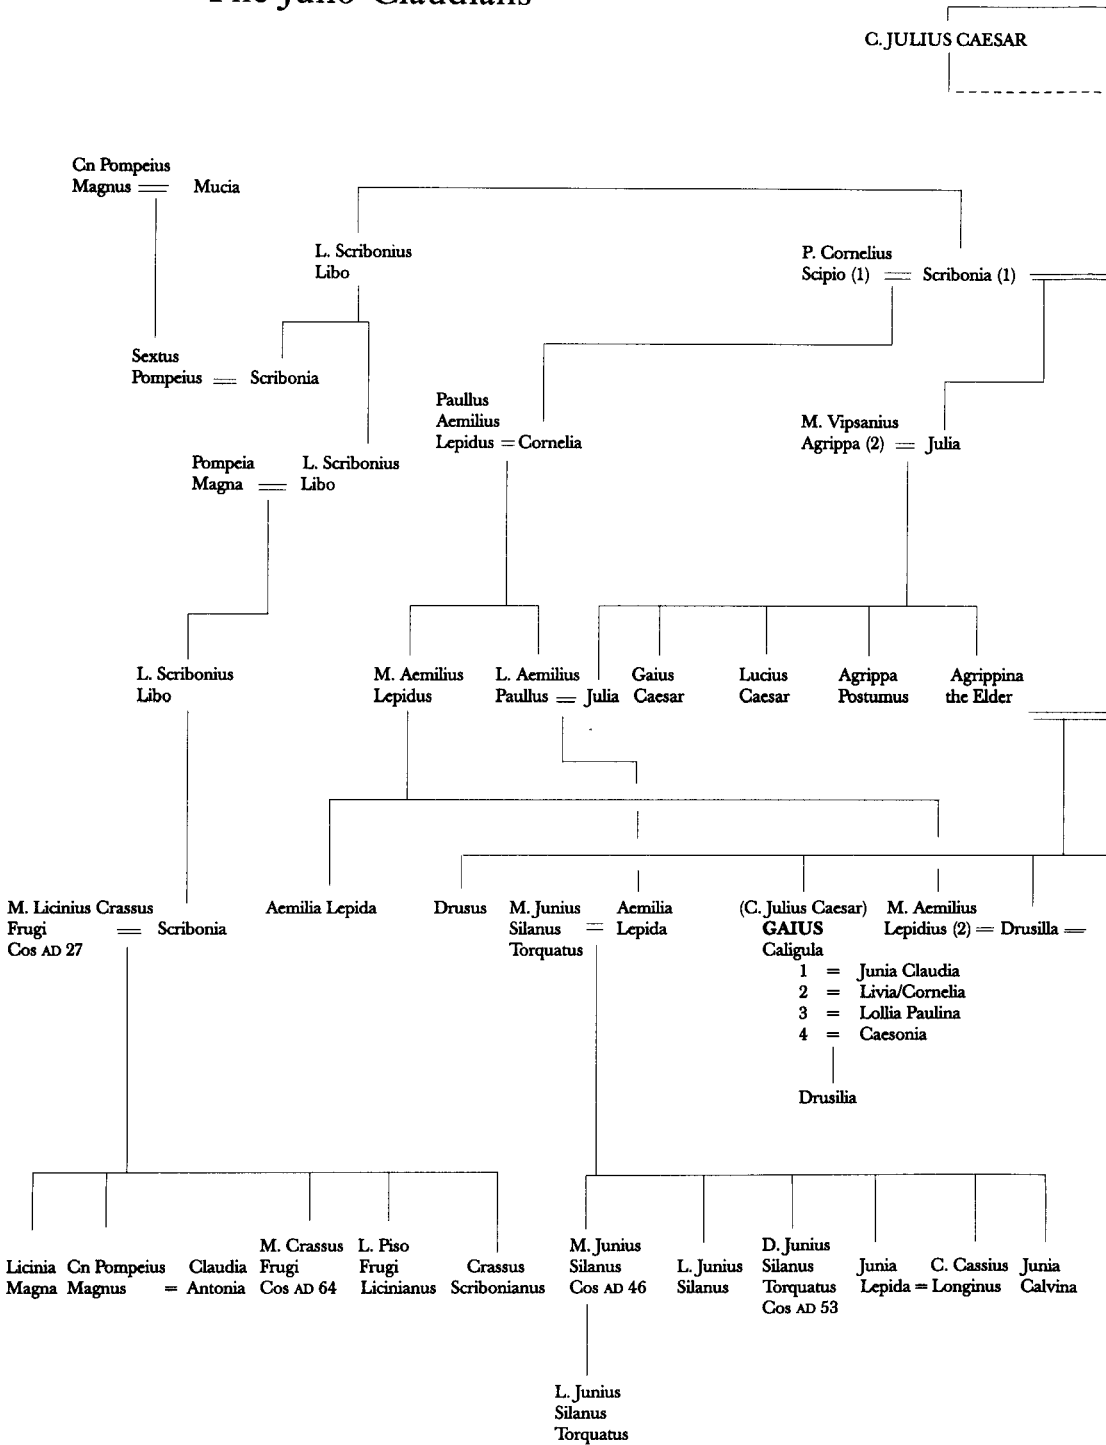 The Julio-Claudians
C. JULIUS CAESAR
Cn Pompeius
Magnus = Mucia
L. Scribonius
Libo
P. Cornelius
Scipio (1) = Scribonia (1) =
Sextus
Pompeius = Scribonia
Paullus
Aemilius
Lepidus = Cornelia
M. Vipsanius
Agrippa (2) = Julia
Pompeia
Magna = L. Scribonius
Libo
L. Scribonius
Libo
M. Aemilius
Lepidus
L. Aemilius
Paullus = Julia
Gaius
Caesar
Lucius
Caesar
Agrippa
Postumus
Agrippina
the Elder
M. Licinius Crassus
Frugi = Scribonia
Cos AD 27
Aemilia Lepida
Drusus
M. Junius
Silanus =
Torquatus
Aemilia
Lepida
(C. Julius Caesar)
GAIUS
Caligula
1 = Junia Claudia
2 = Livia/Cornelia
3 = Lollia Paulina
4 = Caesonia
M. Aemilius
Lepidius (2) = Drusilla =
Drusilia
Licinia
Magna
Cn Pompeius
Magnus =
Claudia
Antonia
M. Crassus
Frugi
Cos AD 64
L. Piso
Frugi
Licinianus
Crassus
Scribonianus
M. Junius
Silanus
Cos AD 46
L. Junius
Silanus
D. Junius
Silanus
Torquatus
Cos AD 53
Junia
Lepida =
C. Cassius
Longinus
Junia
Calvina
L. Junius
Silanus
Torquatus